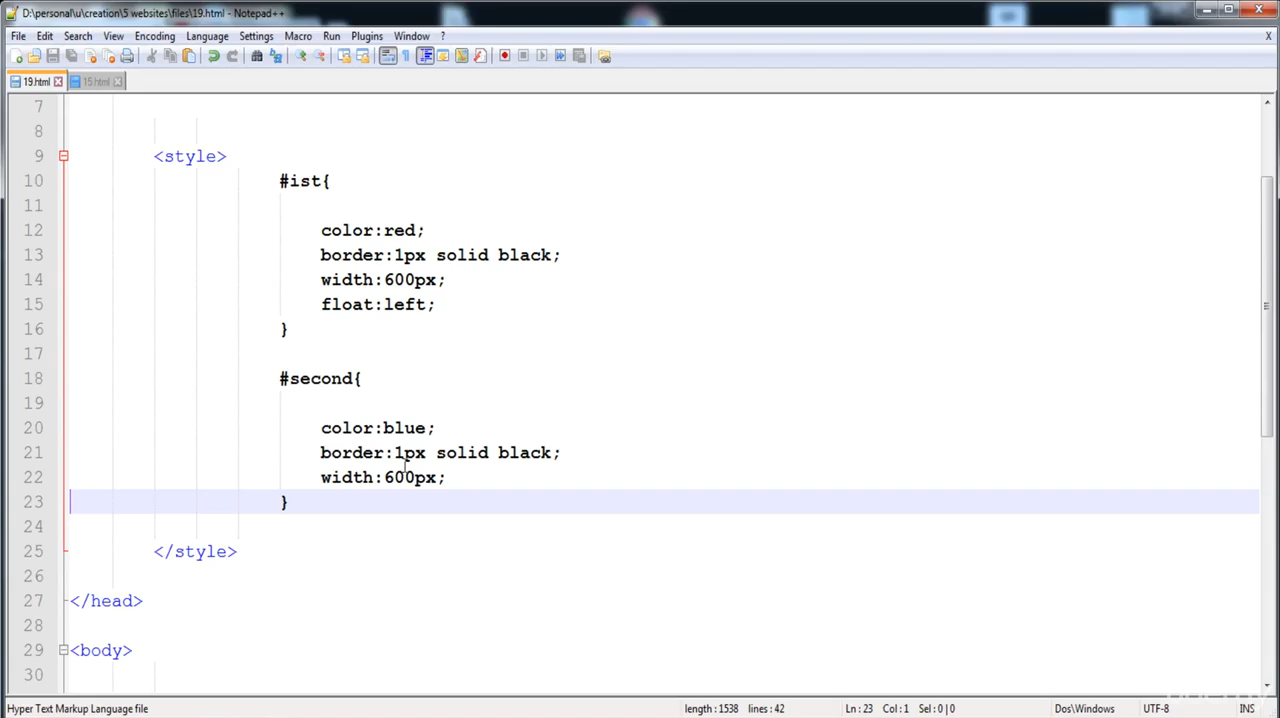 D:\personal\u\creation\5 websites\files\19.html - Notepad++
File Edit Search View Encoding Language Settings Macro Run Plugins Window ? X
19.html 15.html
7
8
9 <style>
10 #ist{
11
12 color:red;
13 border:1px solid black;
14 width:600px;
15 float:left;
16 }
17
18 #second{
19
20 color:blue;
21 border:1px solid black;
22 width:600px;
23 }
24
25 </style>
26
27 </head>
28
29 <body>
30
Hyper Text Markup Language file length : 1538 lines : 42 Ln : 23 Col : 1 Sel : 0 | 0 Dos\Windows UTF-8 INS